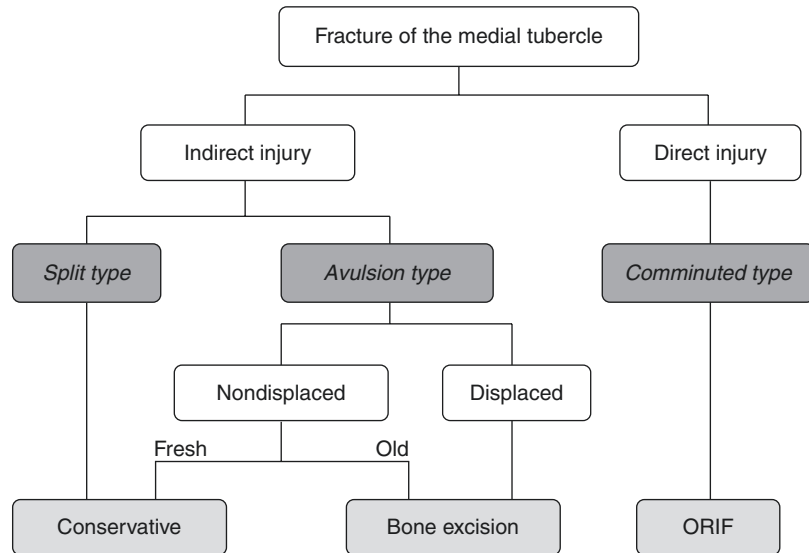 Fracture of the medial tubercle
Indirect injury
Direct injury
Split type
Avulsion type
Comminuted type
Nondisplaced
Displaced
Fresh
Old
Conservative
Bone excision
ORIF